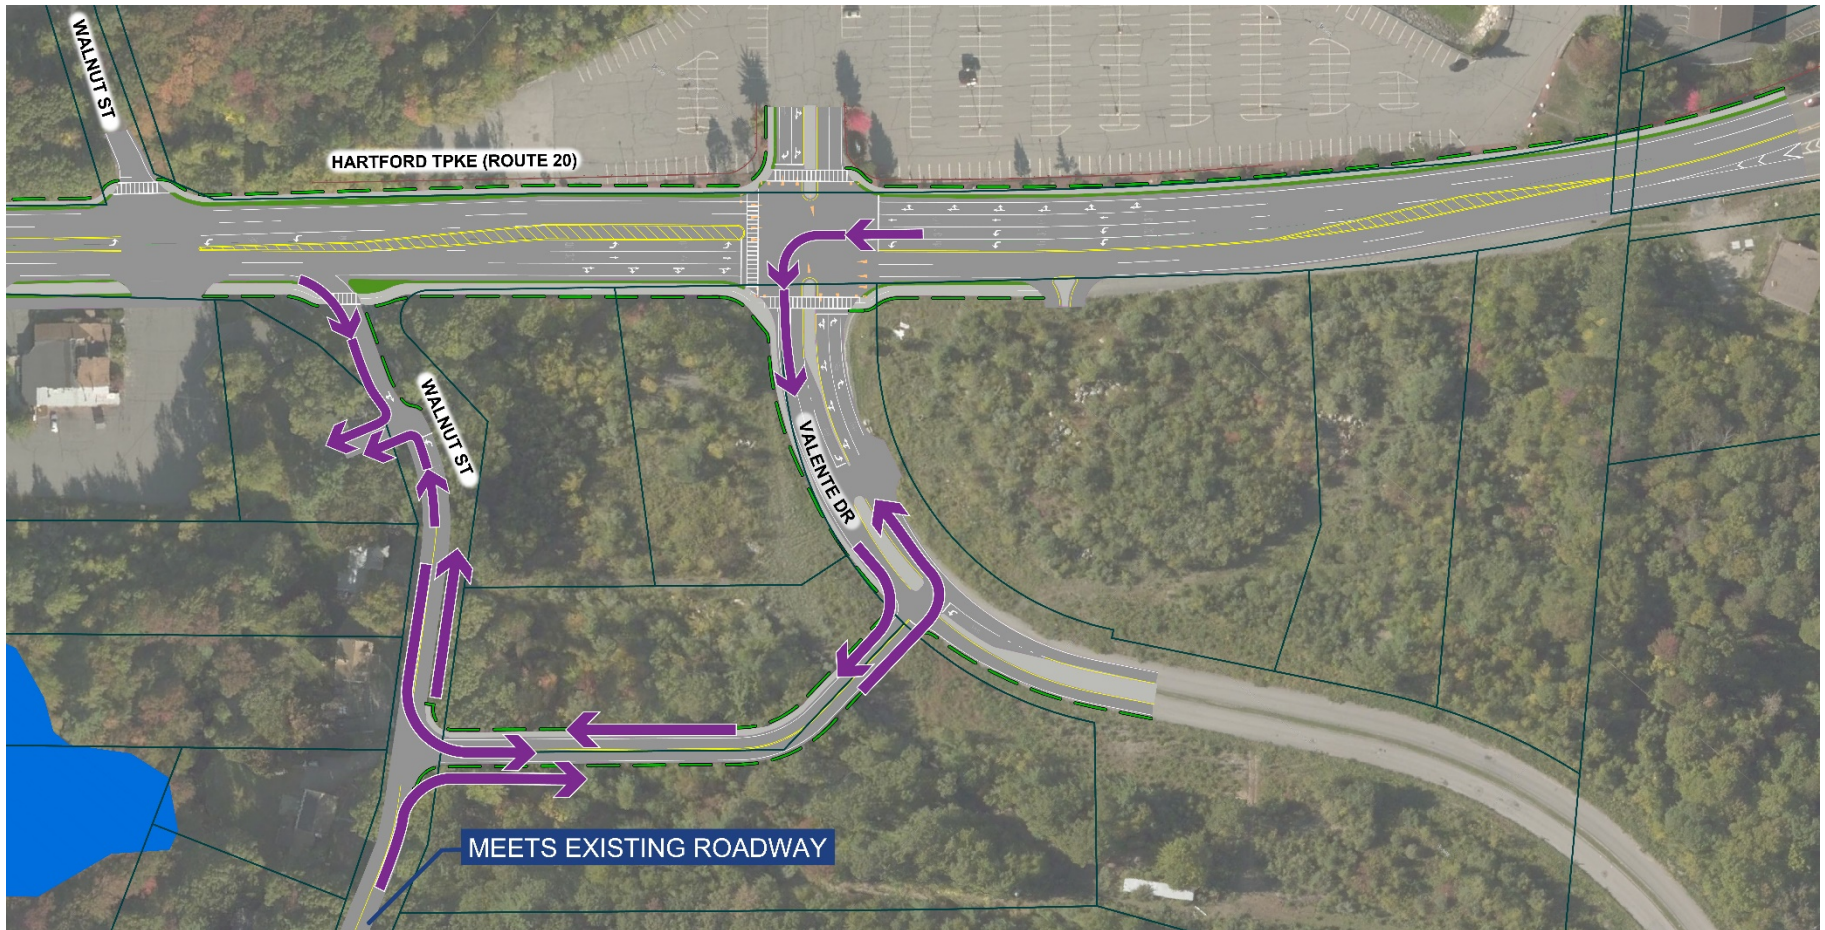 WALNUT ST
HARTFORD TPKE (ROUTE 20)
WALNUT ST
VALENTE DR
MEETS EXISTING ROADWAY